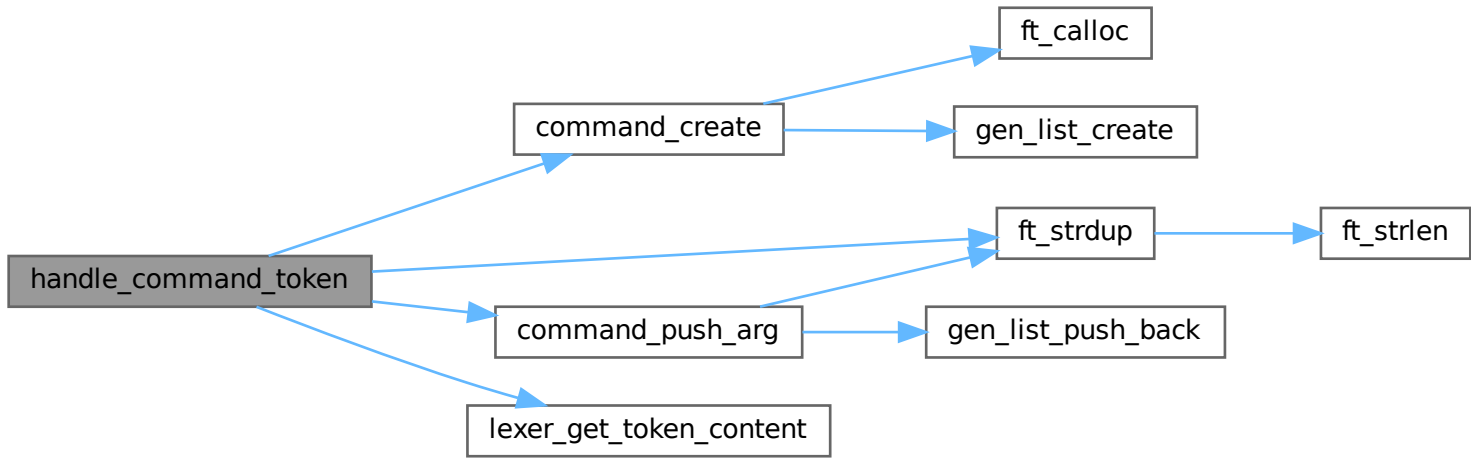 ft_calloc
command_create
gen_list_create
ft_strdup
ft_strlen
handle_command_token
command_push_arg
gen_list_push_back
lexer_get_token_content